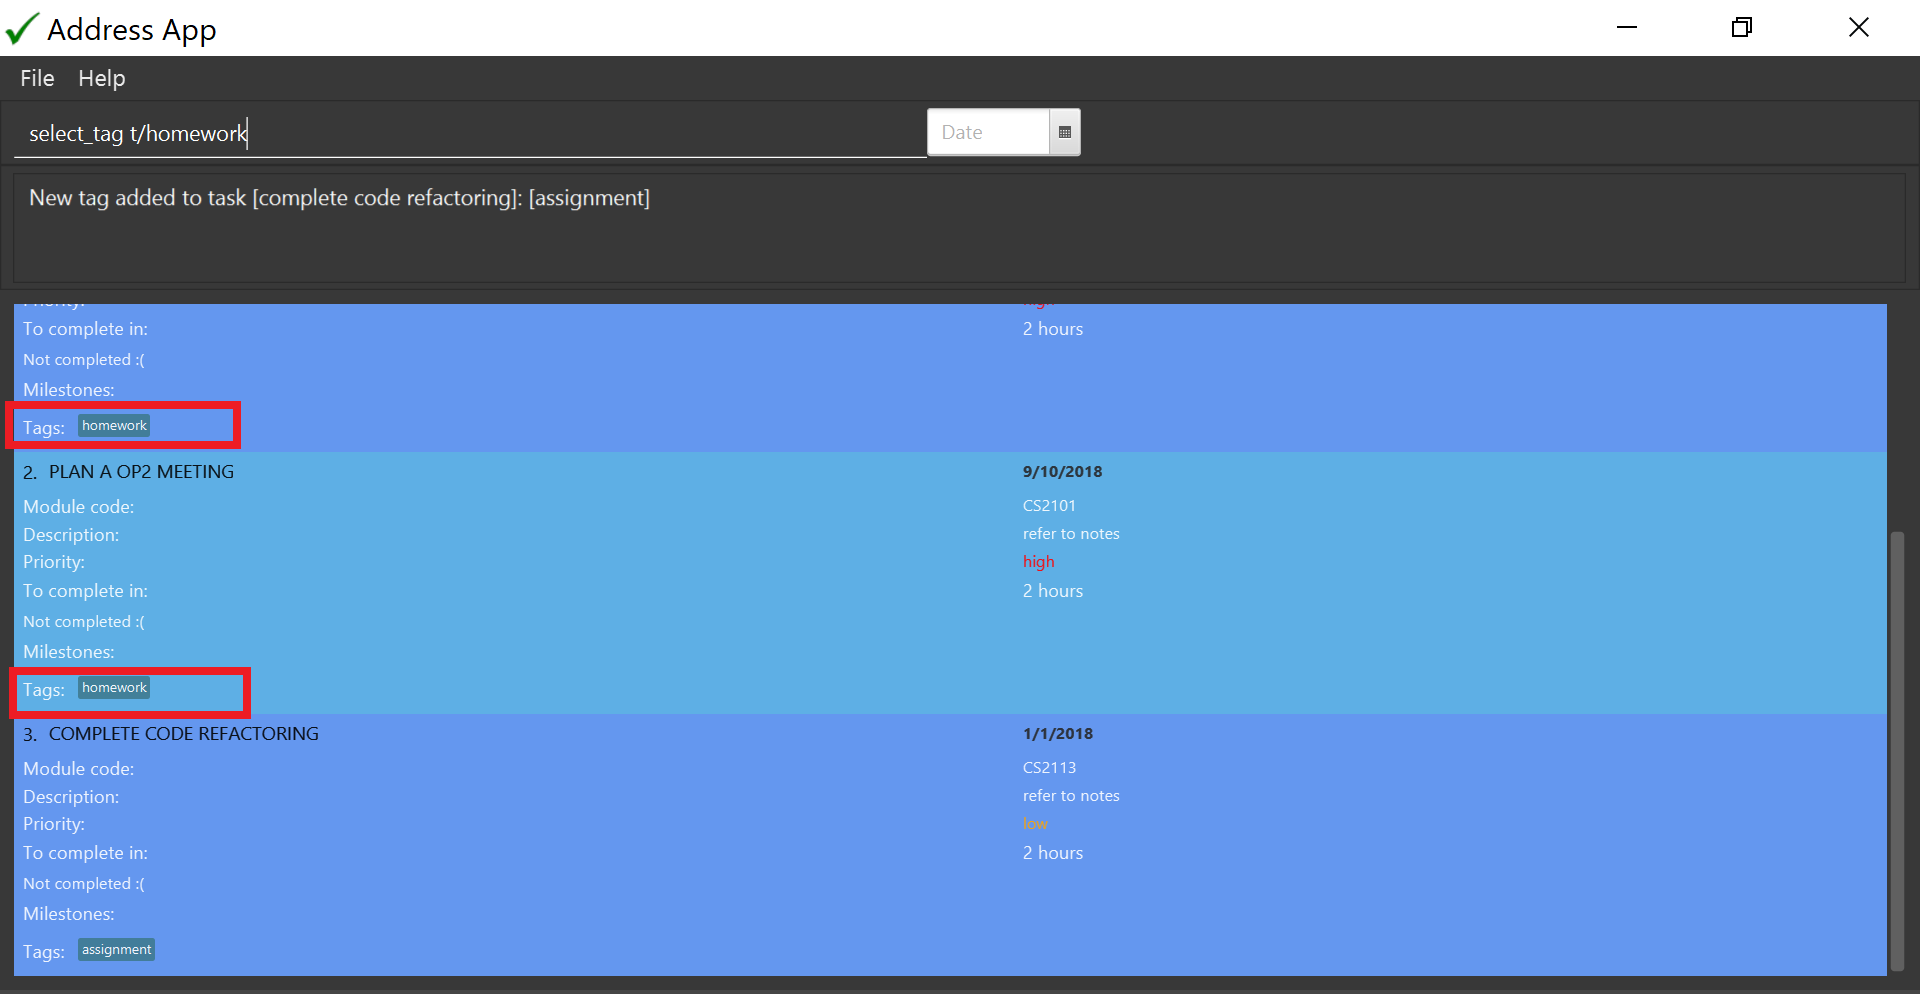 Address App
File Help
select_tag t/homework
Date
New tag added to task [complete code refactoring]: [assignment]
Priority: high
To complete in: 2 hours
Not completed :(
Milestones:
Tags: homework
2. PLAN A OP2 MEETING 9/10/2018
Module code: CS2101
Description: refer to notes
Priority: high
To complete in: 2 hours
Not completed :(
Milestones:
Tags: homework
3. COMPLETE CODE REFACTORING 1/1/2018
Module code: CS2113
Description: refer to notes
Priority: low
To complete in: 2 hours
Not completed :(
Milestones:
Tags: assignment